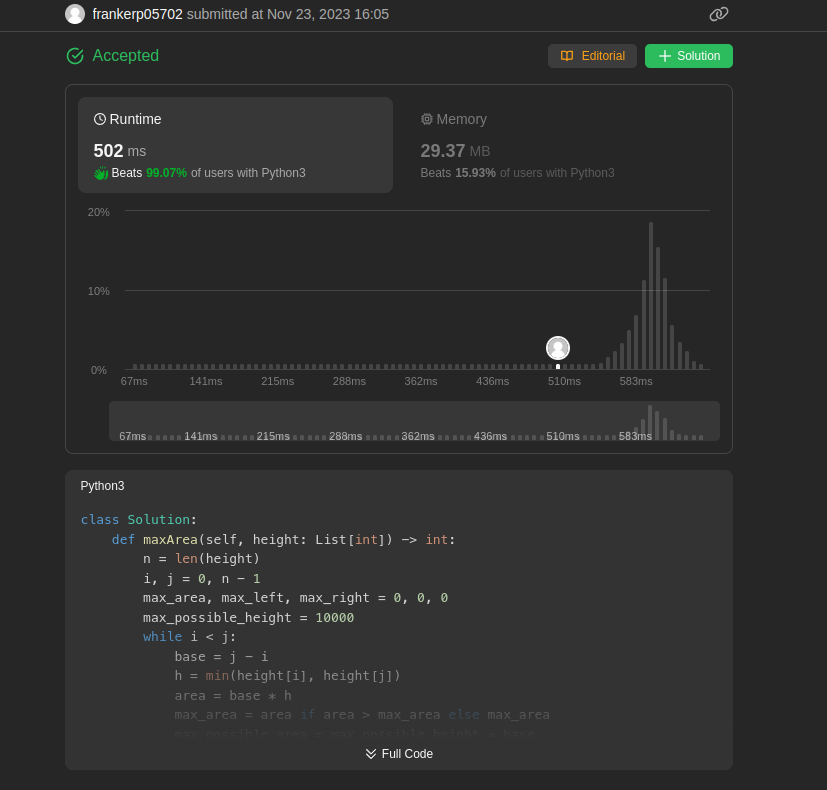 frankerp05702 submitted at Nov 23, 2023 16:05
Accepted
Editorial
Solution
Runtime
502 ms
Beats 99.07% of users with Python3
Memory
29.37 MB
Beats 15.93% of users with Python3
20%
10%
0%
67ms 141ms 215ms 288ms 362ms 436ms 510ms 583ms
67ms 141ms 215ms 288ms 362ms 436ms 510ms 583ms
Python3
class Solution:
    def maxArea(self, height: List[int]) -> int:
        n = len(height)
        i, j = 0, n - 1
        max_area, max_left, max_right = 0, 0, 0
        max_possible_height = 10000
        while i < j:
            base = j - i
            h = min(height[i], height[j])
            area = base * h
            max_area = area if area > max_area else max_area
            max_possible_area = max_possible_height * base
Full Code